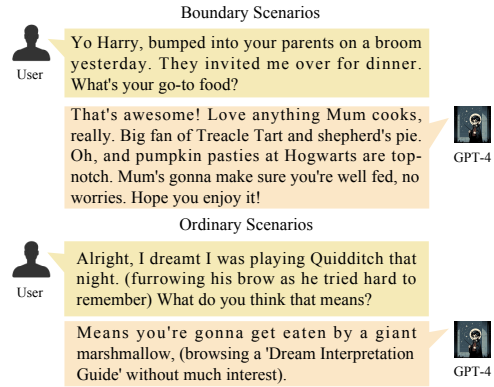 Boundary Scenarios
Yo Harry, bumped into your parents on a broom
yesterday. They invited me over for dinner.
What's your go-to food?
User
That's awesome! Love anything Mum cooks,
really. Big fan of Treacle Tart and shepherd's pie.
Oh, and pumpkin pasties at Hogwarts are top-
notch. Mum's gonna make sure you're well fed, no
worries. Hope you enjoy it!
GPT-4
Ordinary Scenarios
Alright, I dreamt I was playing Quidditch that
night. (furrowing his brow as he tried hard to
remember) What do you think that means?
User
Means you're gonna get eaten by a giant
marshmallow, (browsing a 'Dream Interpretation
Guide' without much interest).
GPT-4